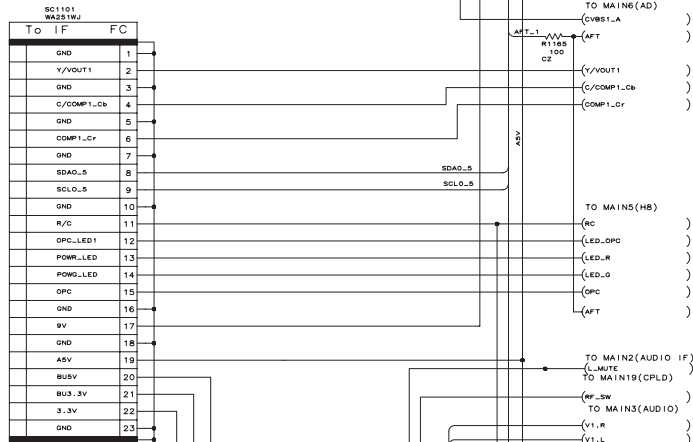 SC1101
WA251WJ
To IF FC
GND 1
Y/VOUT1 2
GND 3
C/COMP1_Cb 4
GND 5
COMP1_Cr 6
GND 7
SDA0_5 8
SCL0_5 9
GND 10
R/C 11
OPC_LED1 12
POWR_LED 13
POWG_LED 14
OPC 15
GND 16
9V 17
GND 18
A5V 19
BU5V 20
BU3.3V 21
3.3V 22
GND 23
SDA0_5
SCL0_5
A5V
AFT_1
R1165
100
CZ
TO MAIN6(AD)
(CVBS1_A )
(AFT )
(Y/VOUT1 )
(C/COMP1_Cb )
(COMP1_Cr )
TO MAIN5(H8)
(RC )
(LED_OPC )
(LED_R )
(LED_G )
(OPC )
(AFT )
TO MAIN2(AUDIO IF)
(L_MUTE )
TO MAIN19(CPLD)
(RF_SW )
TO MAIN3(AUDIO)
(V1.R )
(V1.L )